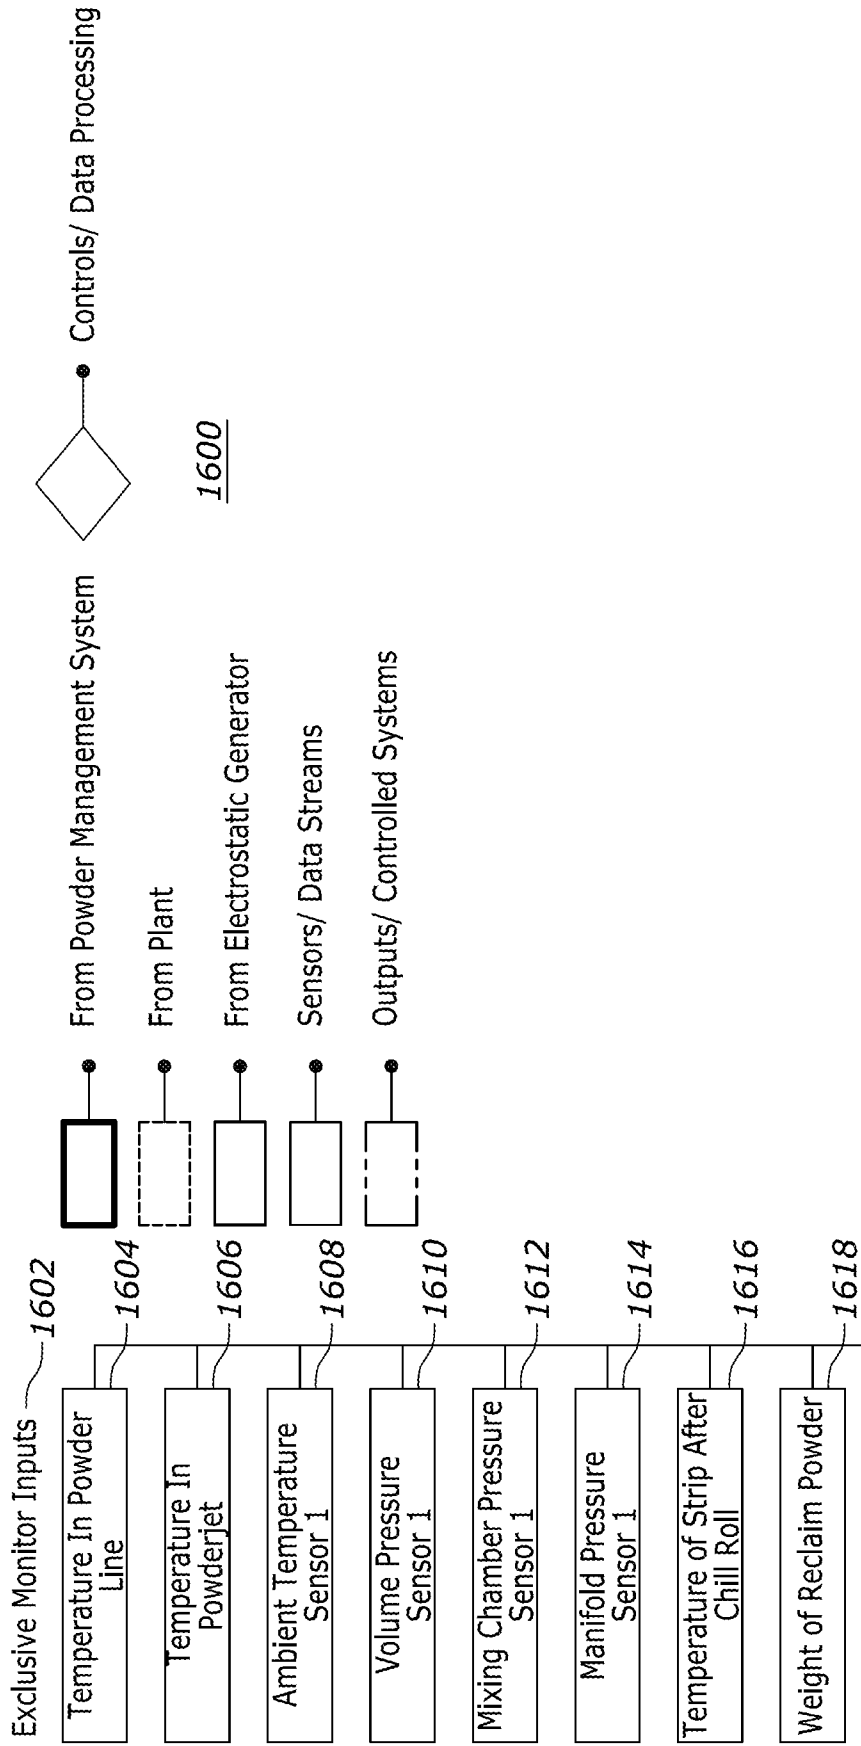 Exclusive Monitor Inputs
1602
Temperature In Powder
Line
1604
Temperature In
Powderjet
1606
Ambient Temperature
Sensor 1
1608
Volume Pressure
Sensor 1
1610
Mixing Chamber Pressure
Sensor 1
1612
Manifold Pressure
Sensor 1
1614
Temperature of Strip After
Chill Roll
1616
Weight of Reclaim Powder
1618
From Powder Management System
From Plant
From Electrostatic Generator
Sensors/ Data Streams
Outputs/ Controlled Systems
Controls/ Data Processing
1600